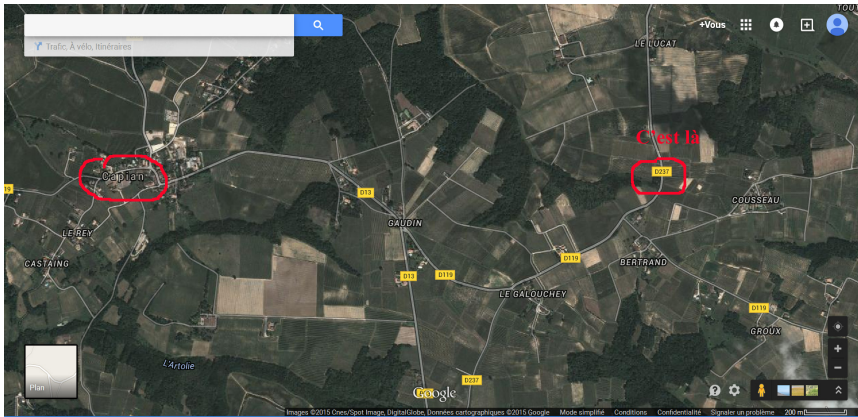 TOUT
+Vous
Trafic, À vélo, Itinéraires
LE LUCAT
C'est là
Capian
D237
19
D13
COUSSEAU
GAUDIN
LE REY
CASTAING
D119
BERTRAND
D13
D119
LE GALOUCHEY
D119
GROUX
L'Artolie
Plan
D237
Google
Images ©2015 Cnes/Spot Image, DigitalGlobe, Données cartographiques ©2015 Google Mode simplifié Conditions Confidentialité Signaler un problème 200 m